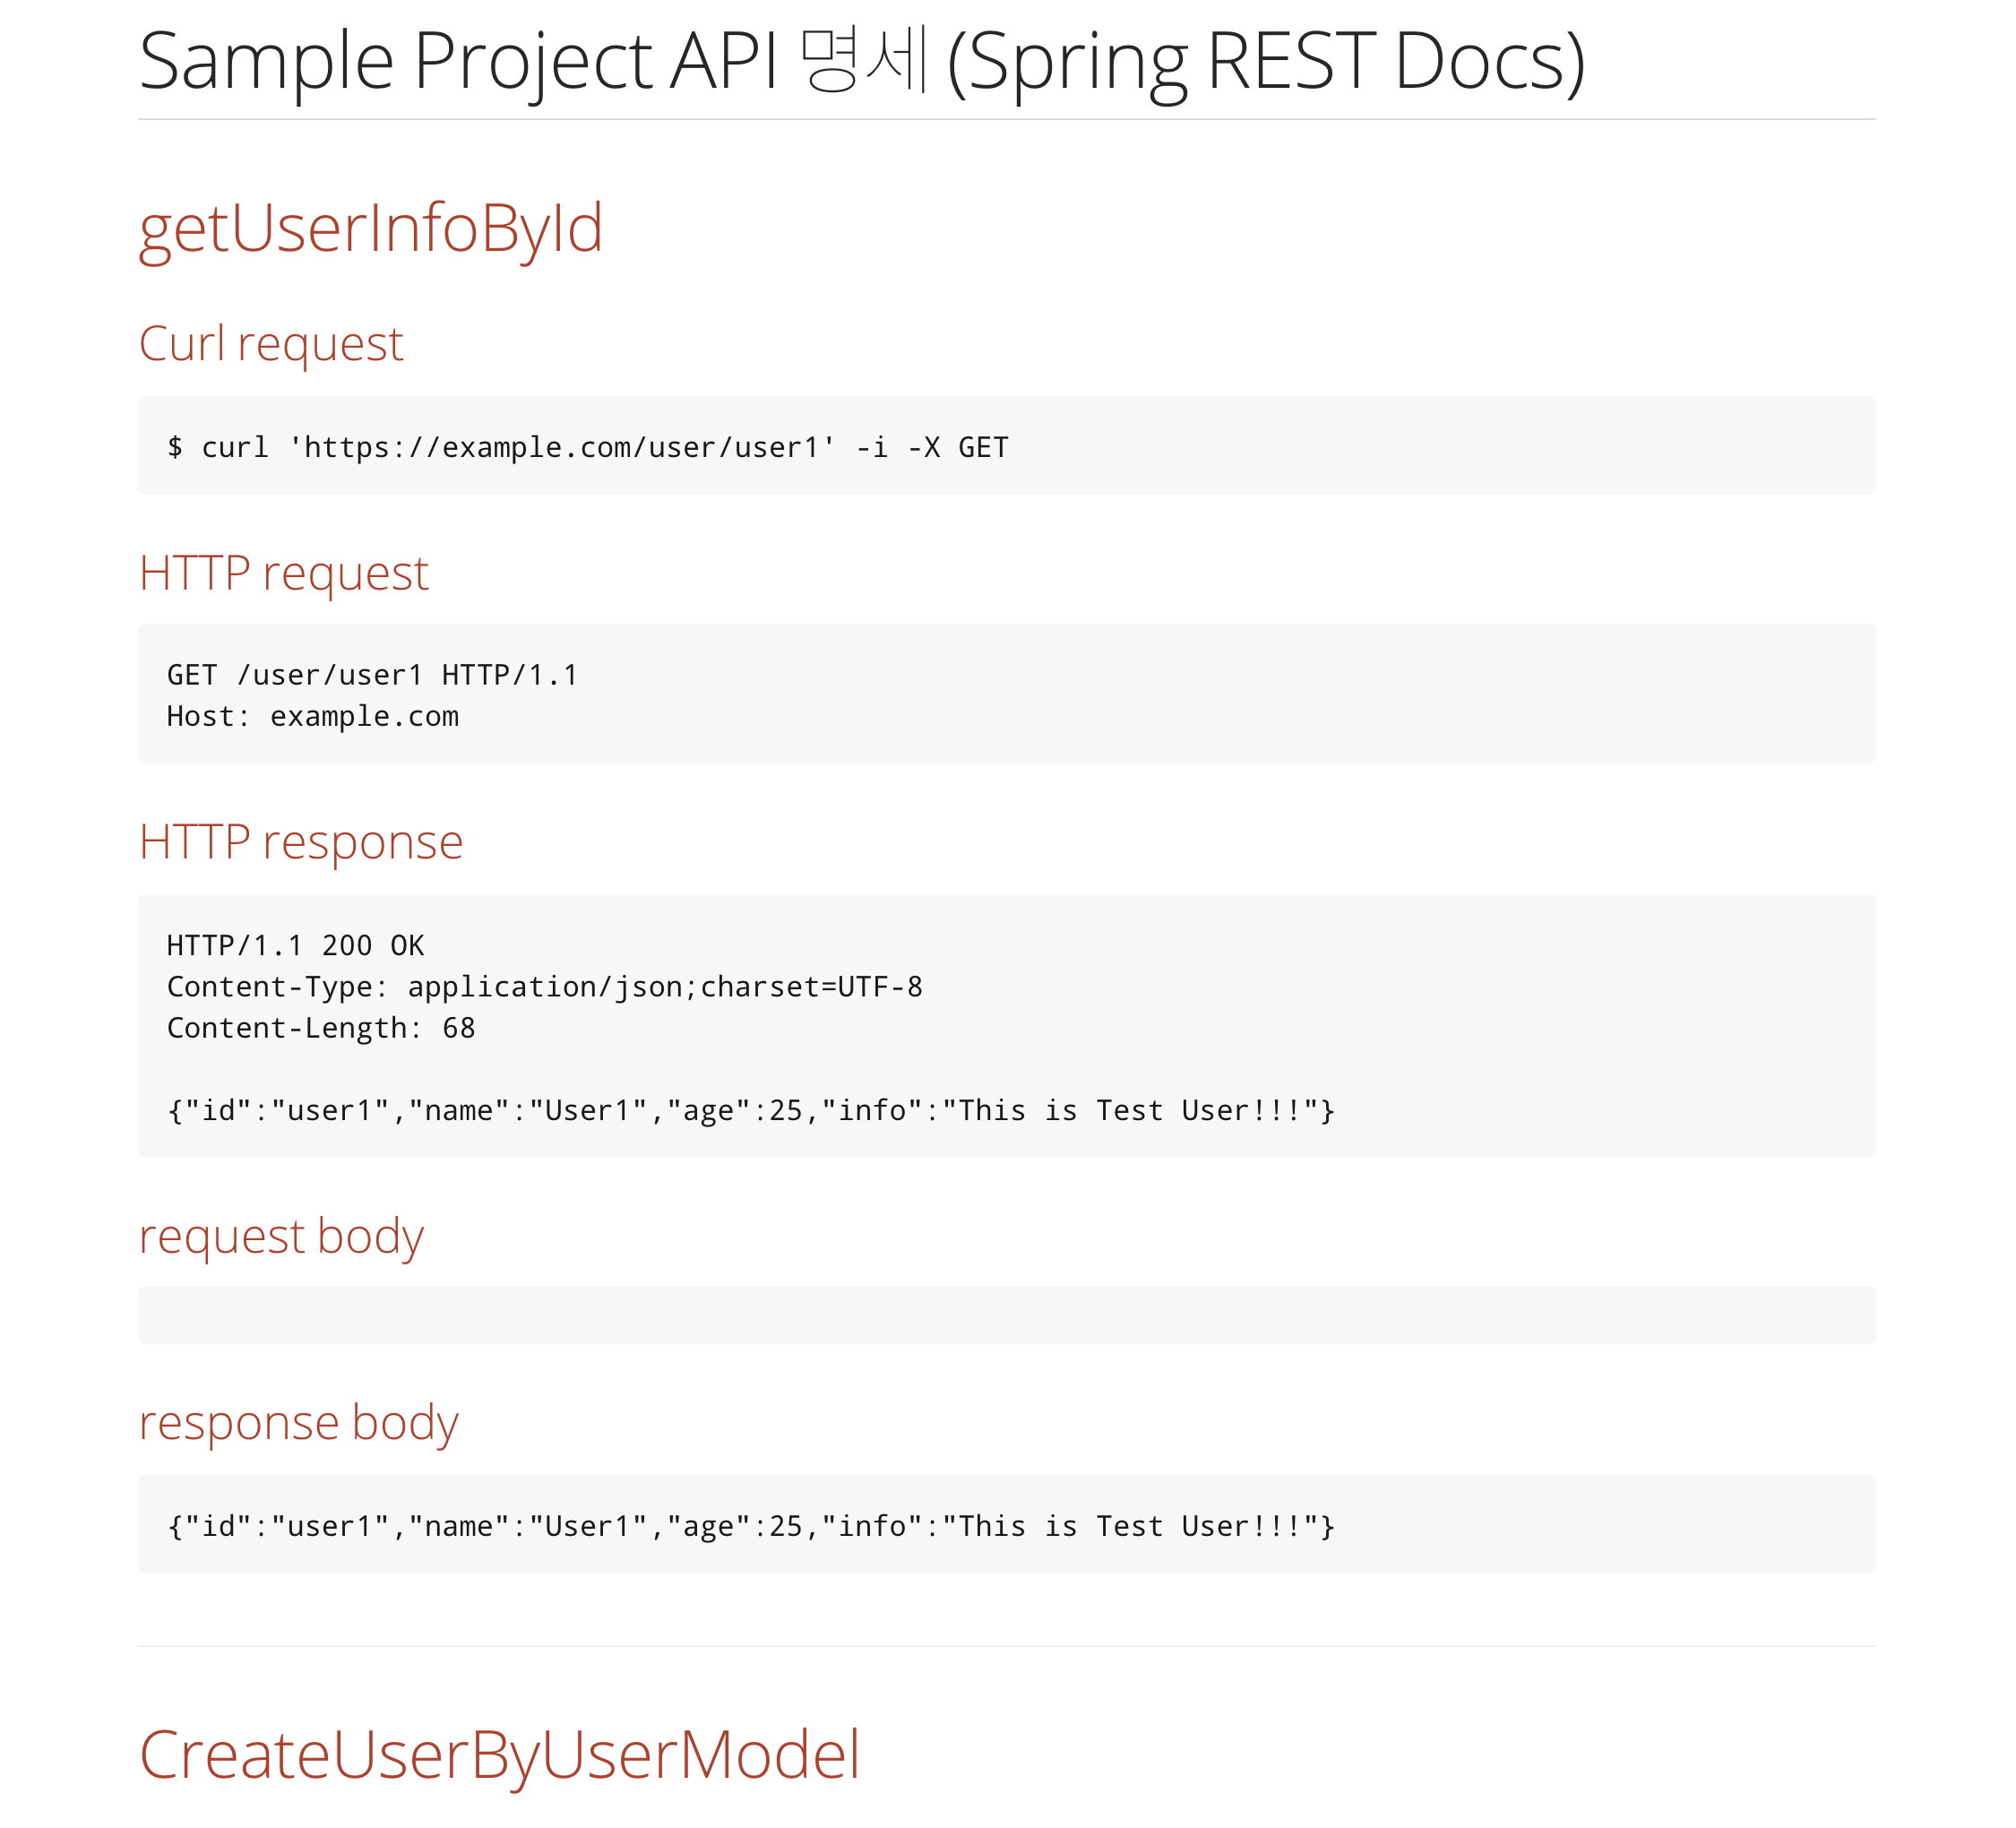 Sample Project API 명세 (Spring REST Docs)
getUserInfoById
Curl request
$ curl 'https://example.com/user/user1' -i -X GET
HTTP request
GET /user/user1 HTTP/1.1
Host: example.com
HTTP response
HTTP/1.1 200 OK
Content-Type: application/json;charset=UTF-8
Content-Length: 68
{"id":"user1","name":"User1","age":25,"info":"This is Test User!!!"}
request body
response body
{"id":"user1","name":"User1","age":25,"info":"This is Test User!!!"}
CreateUserByUserModel